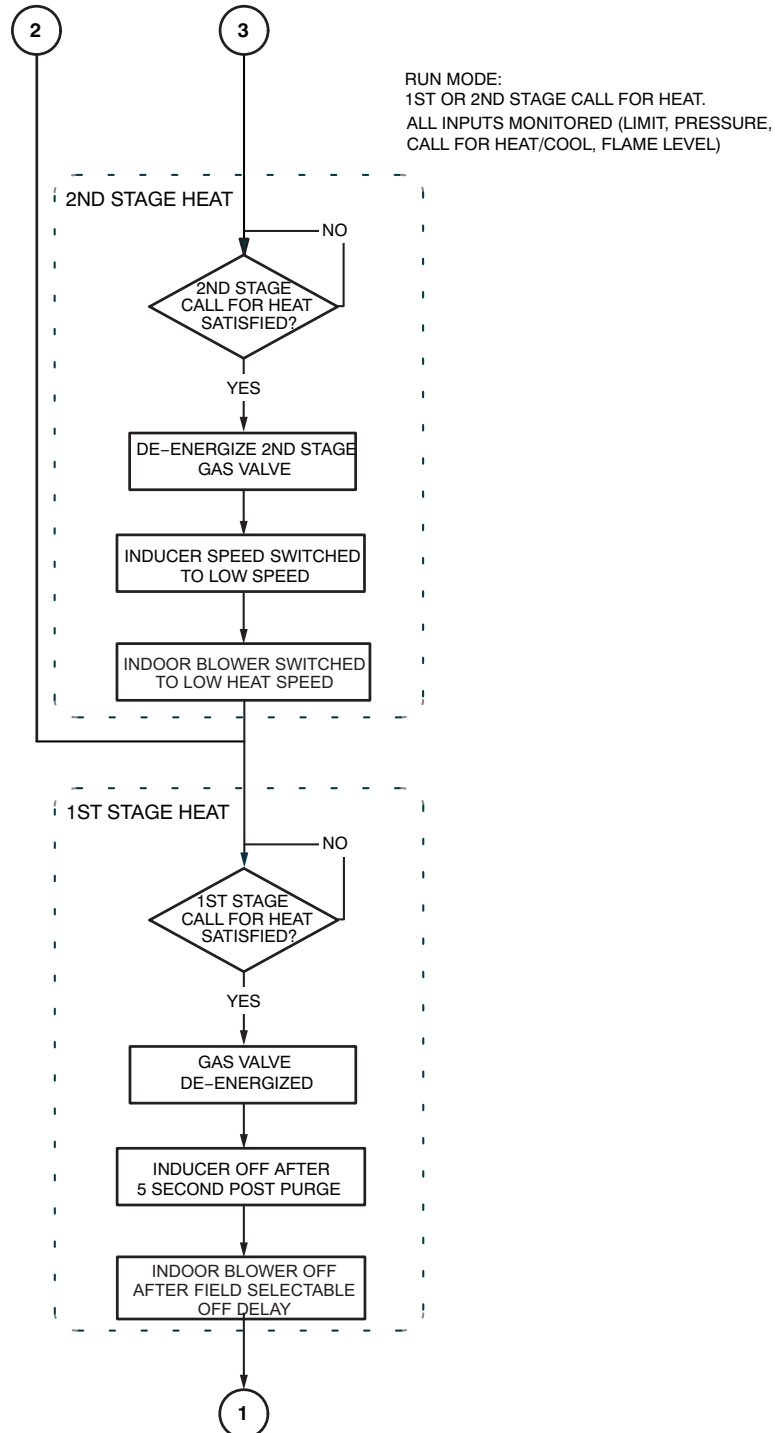 2
3
RUN MODE:
1ST OR 2ND STAGE CALL FOR HEAT.
ALL INPUTS MONITORED (LIMIT, PRESSURE,
CALL FOR HEAT/COOL, FLAME LEVEL)
2ND STAGE HEAT
NO
2ND STAGE
CALL FOR HEAT
SATISFIED?
YES
DE−ENERGIZE 2ND STAGE
GAS VALVE
INDUCER SPEED SWITCHED
TO LOW SPEED
INDOOR BLOWER SWITCHED
TO LOW HEAT SPEED
1ST STAGE HEAT
NO
1ST STAGE
CALL FOR HEAT
SATISFIED?
YES
GAS VALVE
DE−ENERGIZED
INDUCER OFF AFTER
5 SECOND POST PURGE
INDOOR BLOWER OFF
AFTER FIELD SELECTABLE
OFF DELAY
1